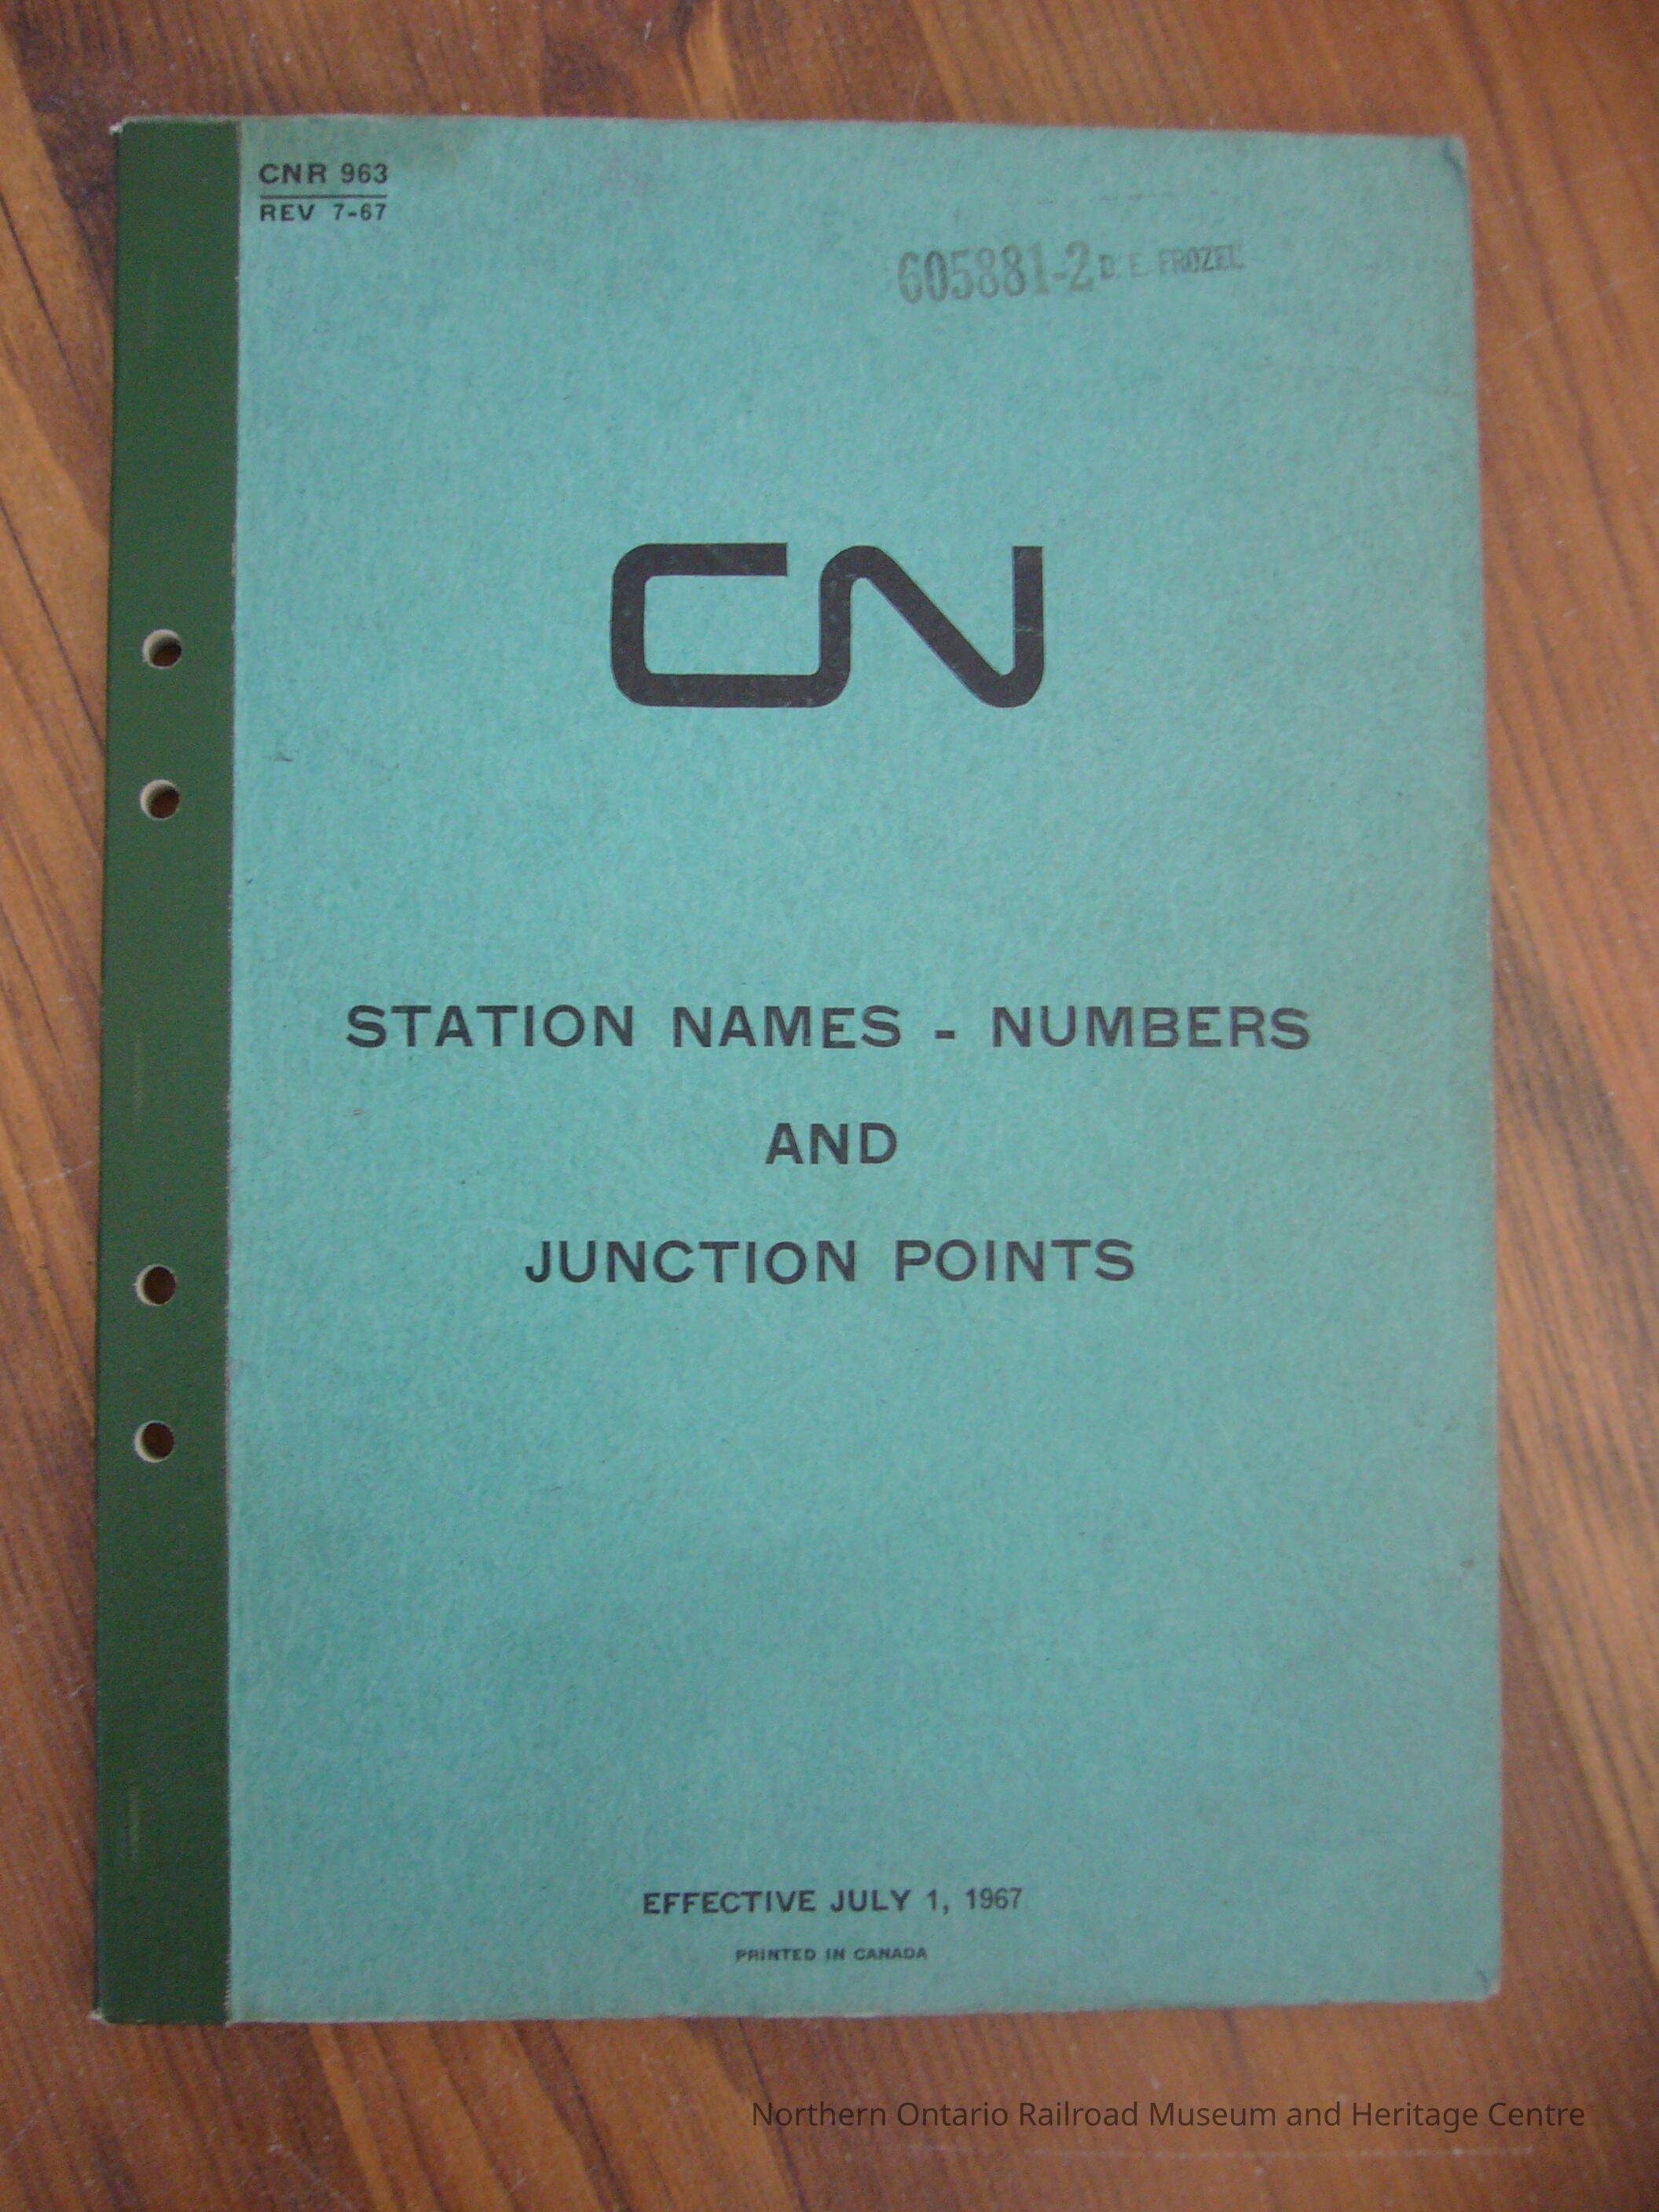 CNR 963
REV 7-67
605881-2 D. E. FROZEL
CN
STATION NAMES - NUMBERS
AND
JUNCTION POINTS
EFFECTIVE JULY 1, 1967
PRINTED IN CANADA
Northern Ontario Railroad Museum and Heritage Centre